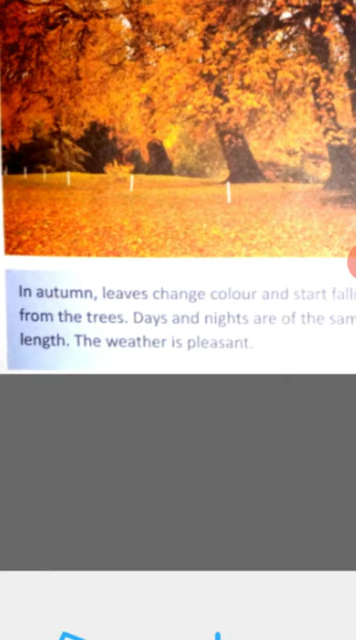 In autumn, leaves change colour and start falli
from the trees. Days and nights are of the sam
length. The weather is pleasant.